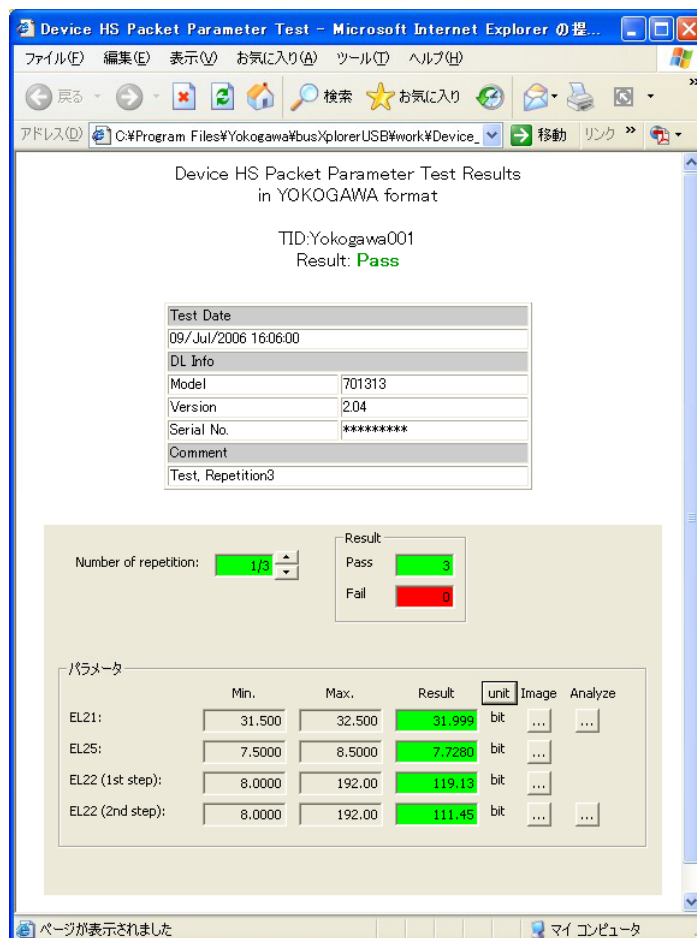 Device HS Packet Parameter Test - Microsoft Internet Explorer の提...
ファイル(F) 編集(E) 表示(V) お気に入り(A) ツール(T) ヘルプ(H)
戻る 検索 お気に入り
アドレス(D) C:¥Program Files¥Yokogawa¥busXplorerUSB¥work¥Device_ 移動 リンク »
Device HS Packet Parameter Test Results
in YOKOGAWA format
TID:Yokogawa001
Result: Pass
Test Date
09/Jul/2006 16:06:00
DL Info
Model 701313
Version 2.04
Serial No. *********
Comment
Test, Repetition3
Number of repetition: 1/3
Result
Pass 3
Fail 0
パラメータ
Min. Max. Result unit Image Analyze
EL21: 31.500 32.500 31.999 bit ... ...
EL25: 7.5000 8.5000 7.7280 bit ...
EL22 (1st step): 8.0000 192.00 119.13 bit ...
EL22 (2nd step): 8.0000 192.00 111.45 bit ... ...
ページが表示されました マイ コンピュータ